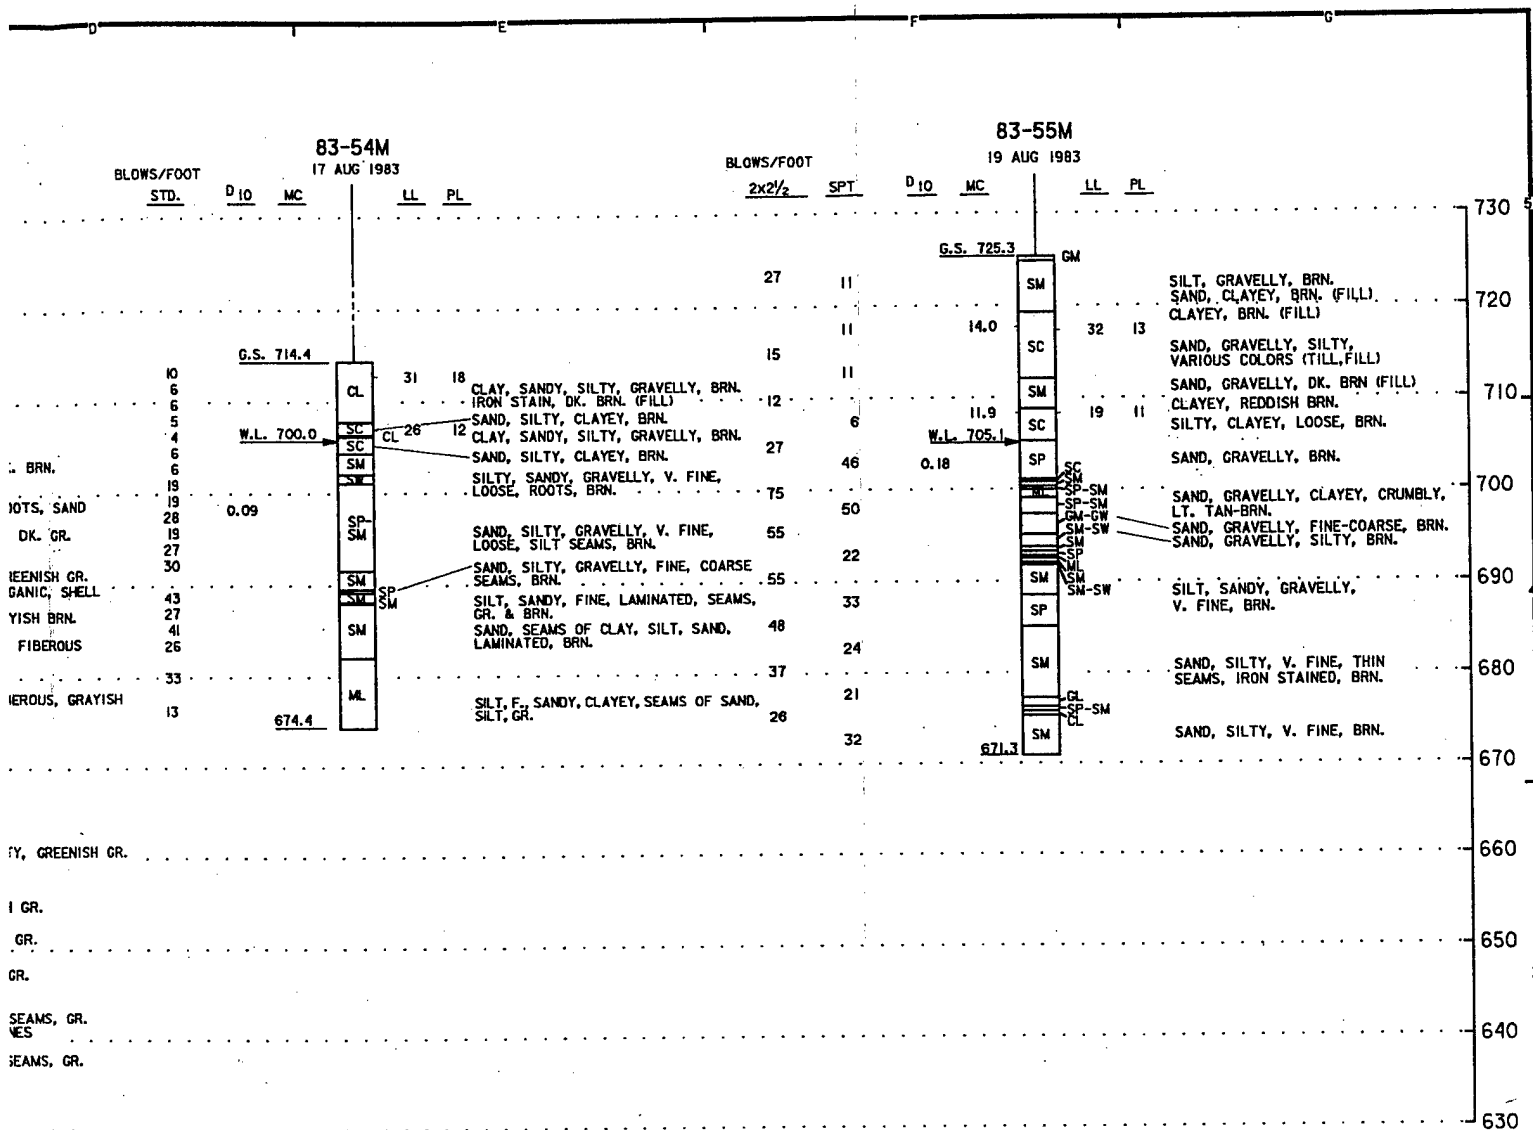 D E F G
83-54M
17 AUG 1983
BLOWS/FOOT
STD. D10 MC LL PL
G.S. 714.4
W.L. 700.0
674.4
10
6
6
5
4
6
6
19
19
28
19
27
30
43
27
41
26
33
13
0.09
31 18
26 12
CL
SC
CL
SC
SM
SW
SP-
SM
SM
SP
SM
SM
SM
ML
CLAY, SANDY, SILTY, GRAVELLY, BRN.
IRON STAIN, DK. BRN. (FILL)
SAND, SILTY, CLAYEY, BRN.
CLAY, SANDY, SILTY, GRAVELLY, BRN.
SAND, SILTY, CLAYEY, BRN.
SILTY, SANDY, GRAVELLY, V. FINE,
LOOSE, ROOTS, BRN.
SAND, SILTY, GRAVELLY, V. FINE,
LOOSE, SILT SEAMS, BRN.
SAND, SILTY, GRAVELLY, FINE, COARSE
SEAMS, BRN.
SILT, SANDY, FINE, LAMINATED, SEAMS,
GR. & BRN.
SAND, SEAMS OF CLAY, SILT, SAND,
LAMINATED, BRN.
SILT, F., SANDY, CLAYEY, SEAMS OF SAND,
SILT, GR.
83-55M
19 AUG 1983
BLOWS/FOOT
2x2½ SPT D10 MC LL PL
G.S. 725.3
W.L. 705.1
671.3
27
15
12
27
75
55
55
48
37
26
11
11
11
6
46
50
22
33
24
21
32
0.18
14.0 32 13
11.9 19 11
GM
SM
SC
SM
SC
SP
SC
SM
ML
SP-SM
SP-SM
GM-GW
SM-SW
SM
SP
ML
SM
SM-SW
SM
SP
SM
CL
SP-SM
CL
SM
SILT, GRAVELLY, BRN.
SAND, CLAYEY, BRN. (FILL)
CLAYEY, BRN. (FILL)
SAND, GRAVELLY, SILTY,
VARIOUS COLORS (TILL,FILL)
SAND, GRAVELLY, DK. BRN (FILL)
CLAYEY, REDDISH BRN.
SILTY, CLAYEY, LOOSE, BRN.
SAND, GRAVELLY, BRN.
SAND, GRAVELLY, CLAYEY, CRUMBLY,
LT. TAN-BRN.
SAND, GRAVELLY, FINE-COARSE, BRN.
SAND, GRAVELLY, SILTY, BRN.
SILT, SANDY, GRAVELLY,
V. FINE, BRN.
SAND, SILTY, V. FINE, THIN
SEAMS, IRON STAINED, BRN.
SAND, SILTY, V. FINE, BRN.
730
720
710
700
690
680
670
660
650
640
630
5
. BRN.
OOTS, SAND
DK. GR.
REENISH GR.
GANIC, SHELL
YISH BRN.
FIBEROUS
EROUS, GRAYISH
TY, GREENISH GR.
GR.
GR.
GR.
SEAMS, GR.
SEAMS, GR.